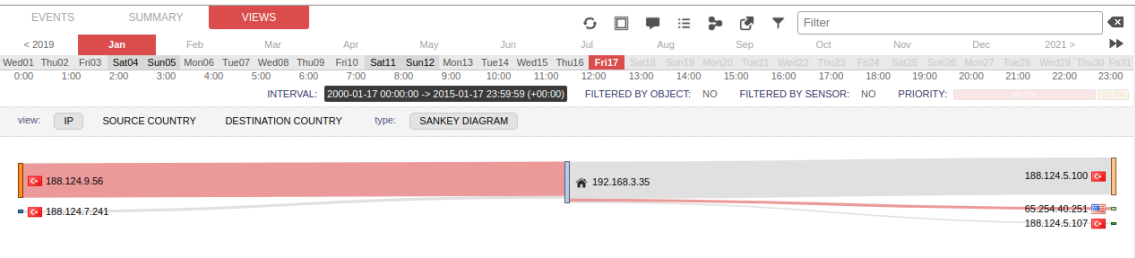 EVENTS SUMMARY VIEWS Filter
< 2019 Jan Feb Mar Apr May Jun Jul Aug Sep Oct Nov Dec 2021 >
Wed01 Thu02 Fri03 Sat04 Sun05 Mon06 Tue07 Wed08 Thu09 Fri10 Sat11 Sun12 Mon13 Tue14 Wed15 Thu16 Fri17 Sat18 Sun19 Mon20 Tue21 Wed22 Thu23 Fri24 Sat25 Sun26 Mon27 Tue28 Wed29 Thu30 Fri31
0:00 1:00 2:00 3:00 4:00 5:00 6:00 7:00 8:00 9:00 10:00 11:00 12:00 13:00 14:00 15:00 16:00 17:00 18:00 19:00 20:00 21:00 22:00 23:00
INTERVAL: 2000-01-17 00:00:00 -> 2015-01-17 23:59:59 (+00:00) FILTERED BY OBJECT: NO FILTERED BY SENSOR: NO PRIORITY:
view: IP SOURCE COUNTRY DESTINATION COUNTRY type: SANKEY DIAGRAM
188.124.9.56 192.168.3.35 188.124.5.100
188.124.7.241 65.254.40.251
188.124.5.107